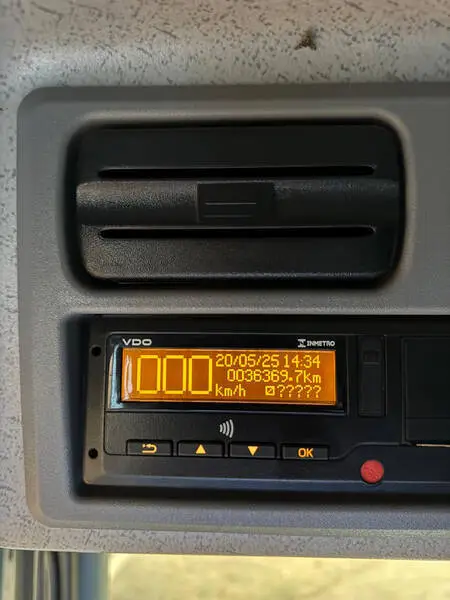 VDO INMETRO
000 20/05/25 14:34
0036369.7km
km/h ?????
OK